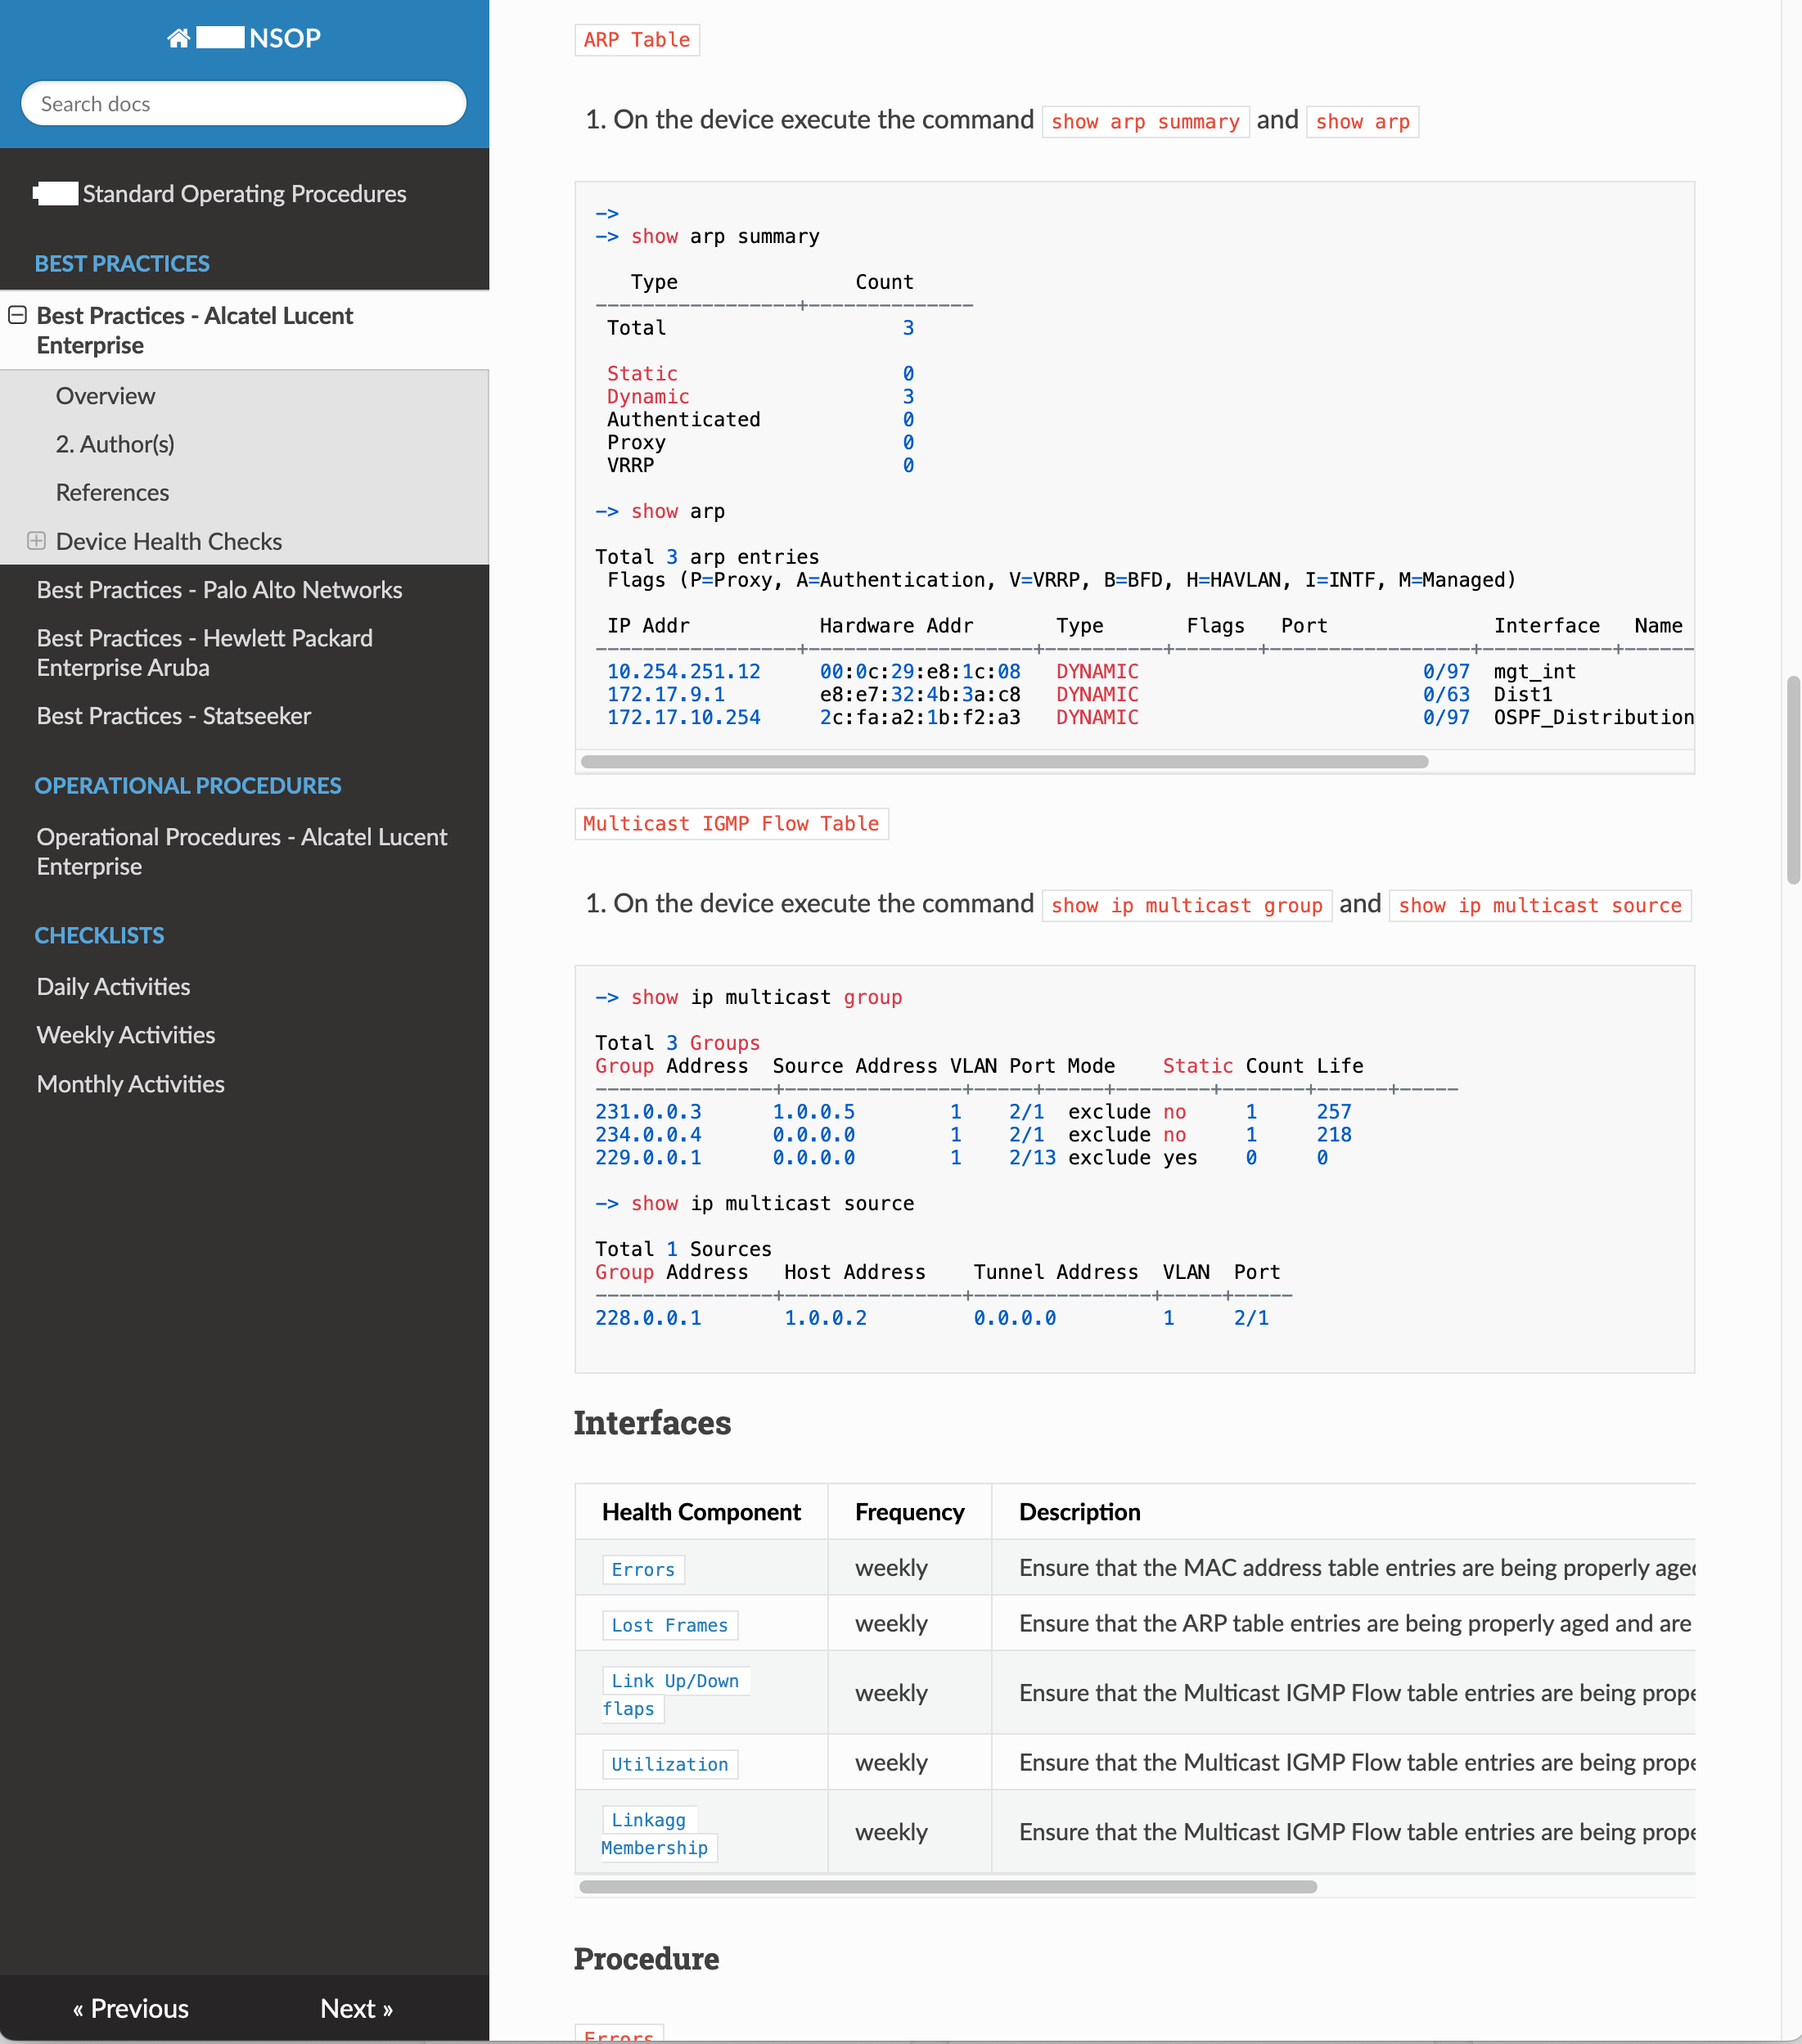 NSOP
Search docs
Standard Operating Procedures
BEST PRACTICES
Best Practices - Alcatel Lucent
Enterprise
Overview
2. Author(s)
References
Device Health Checks
Best Practices - Palo Alto Networks
Best Practices - Hewlett Packard
Enterprise Aruba
Best Practices - Statseeker
OPERATIONAL PROCEDURES
Operational Procedures - Alcatel Lucent
Enterprise
CHECKLISTS
Daily Activities
Weekly Activities
Monthly Activities
« Previous Next »
ARP Table
1. On the device execute the command show arp summary and show arp
->
-> show arp summary
Type Count
-----------------+--------------
Total 3
Static 0
Dynamic 3
Authenticated 0
Proxy 0
VRRP 0
-> show arp
Total 3 arp entries
Flags (P=Proxy, A=Authentication, V=VRRP, B=BFD, H=HAVLAN, I=INTF, M=Managed)
IP Addr Hardware Addr Type Flags Port Interface Name
-----------------+-------------------+----------+-------+-----------------+-----------+------
10.254.251.12 00:0c:29:e8:1c:08 DYNAMIC 0/97 mgt_int
172.17.9.1 e8:e7:32:4b:3a:c8 DYNAMIC 0/63 Dist1
172.17.10.254 2c:fa:a2:1b:f2:a3 DYNAMIC 0/97 OSPF_Distribution
Multicast IGMP Flow Table
1. On the device execute the command show ip multicast group and show ip multicast source
-> show ip multicast group
Total 3 Groups
Group Address Source Address VLAN Port Mode Static Count Life
---------------+---------------+-----+-----+--------+-------+------+-----
231.0.0.3 1.0.0.5 1 2/1 exclude no 1 257
234.0.0.4 0.0.0.0 1 2/1 exclude no 1 218
229.0.0.1 0.0.0.0 1 2/13 exclude yes 0 0
-> show ip multicast source
Total 1 Sources
Group Address Host Address Tunnel Address VLAN Port
---------------+---------------+---------------+-----+-----
228.0.0.1 1.0.0.2 0.0.0.0 1 2/1
Interfaces
Health Component Frequency Description
Errors weekly Ensure that the MAC address table entries are being properly aged
Lost Frames weekly Ensure that the ARP table entries are being properly aged and are
Link Up/Down
flaps weekly Ensure that the Multicast IGMP Flow table entries are being prope
Utilization weekly Ensure that the Multicast IGMP Flow table entries are being prope
Linkagg
Membership weekly Ensure that the Multicast IGMP Flow table entries are being prope
Procedure
Errors